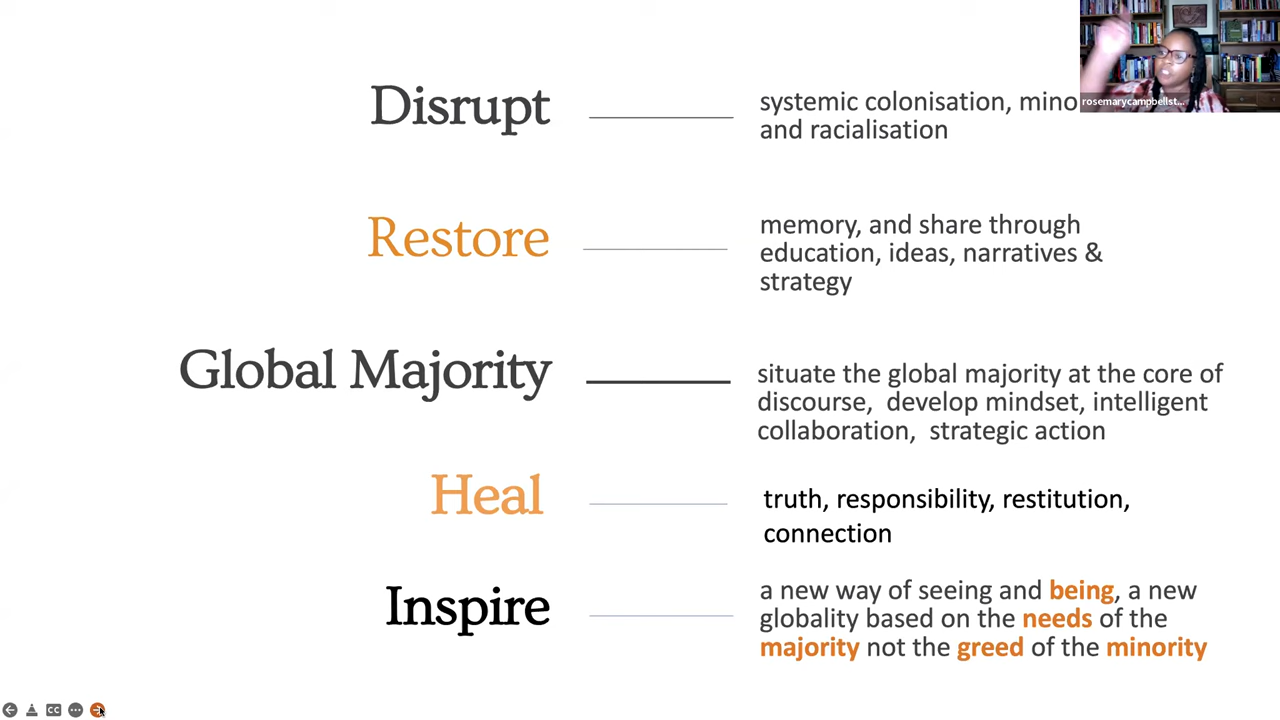 Disrupt
systemic colonisation,
and racialisation
rosemarycampbellst...
Restore
memory, and share through
education, ideas, narratives &
strategy
Global Majority
situate the global majority at the core of
discourse, develop mindset, intelligent
collaboration, strategic action
Heal
truth, responsibility, restitution,
connection
Inspire
a new way of seeing and being, a new
globality based on the needs of the
majority not the greed of the minority
CC